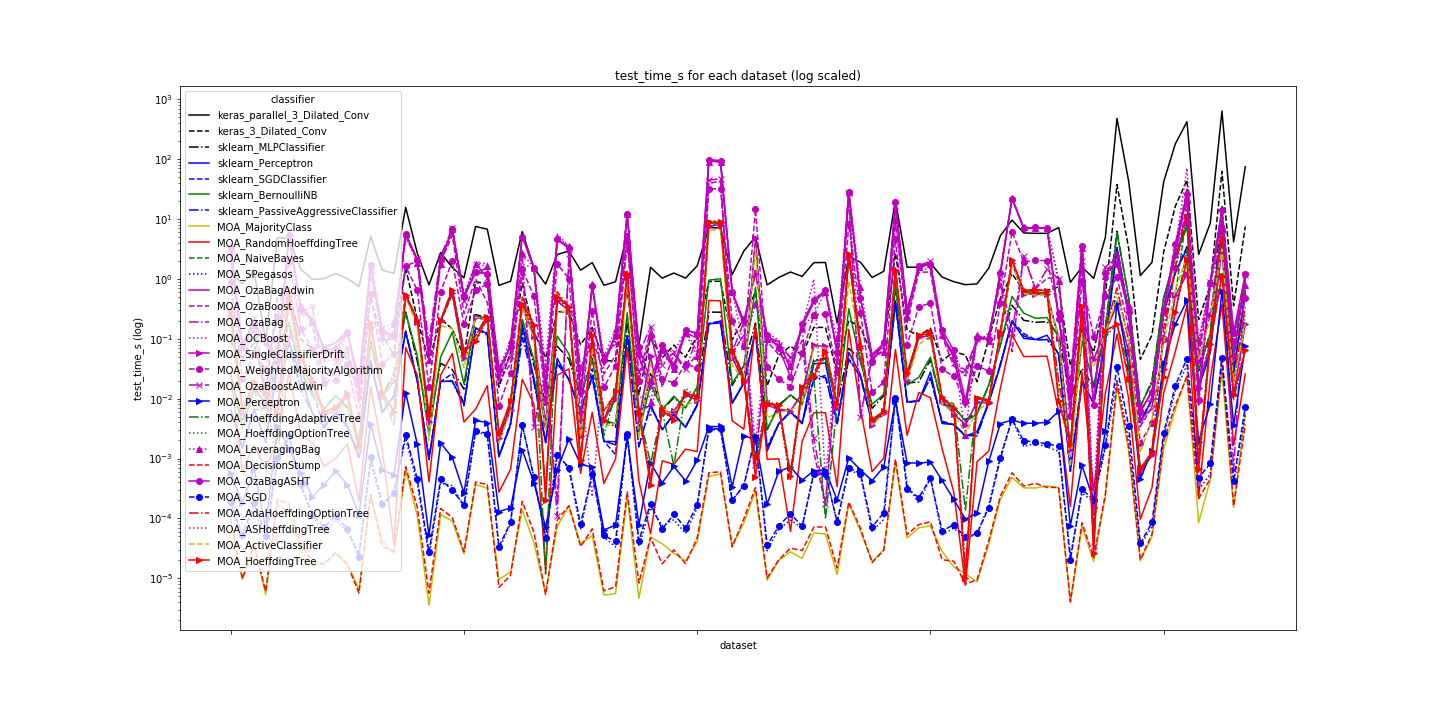 test_time_s for each dataset (log scaled)
test_time_s (log)
10³
10²
10¹
10⁰
10⁻¹
10⁻²
10⁻³
10⁻⁴
10⁻⁵
classifier
keras_parallel_3_Dilated_Conv
keras_3_Dilated_Conv
sklearn_MLPClassifier
sklearn_Perceptron
sklearn_SGDClassifier
sklearn_BernoulliNB
sklearn_PassiveAggressiveClassifier
MOA_MajorityClass
MOA_RandomHoeffdingTree
MOA_NaiveBayes
MOA_SPegasos
MOA_OzaBagAdwin
MOA_OzaBoost
MOA_OzaBag
MOA_OCBoost
MOA_SingleClassifierDrift
MOA_WeightedMajorityAlgorithm
MOA_OzaBoostAdwin
MOA_Perceptron
MOA_HoeffdingAdaptiveTree
MOA_HoeffdingOptionTree
MOA_LeveragingBag
MOA_DecisionStump
MOA_OzaBagASHT
MOA_SGD
MOA_AdaHoeffdingOptionTree
MOA_ASHoeffdingTree
MOA_ActiveClassifier
MOA_HoeffdingTree
dataset